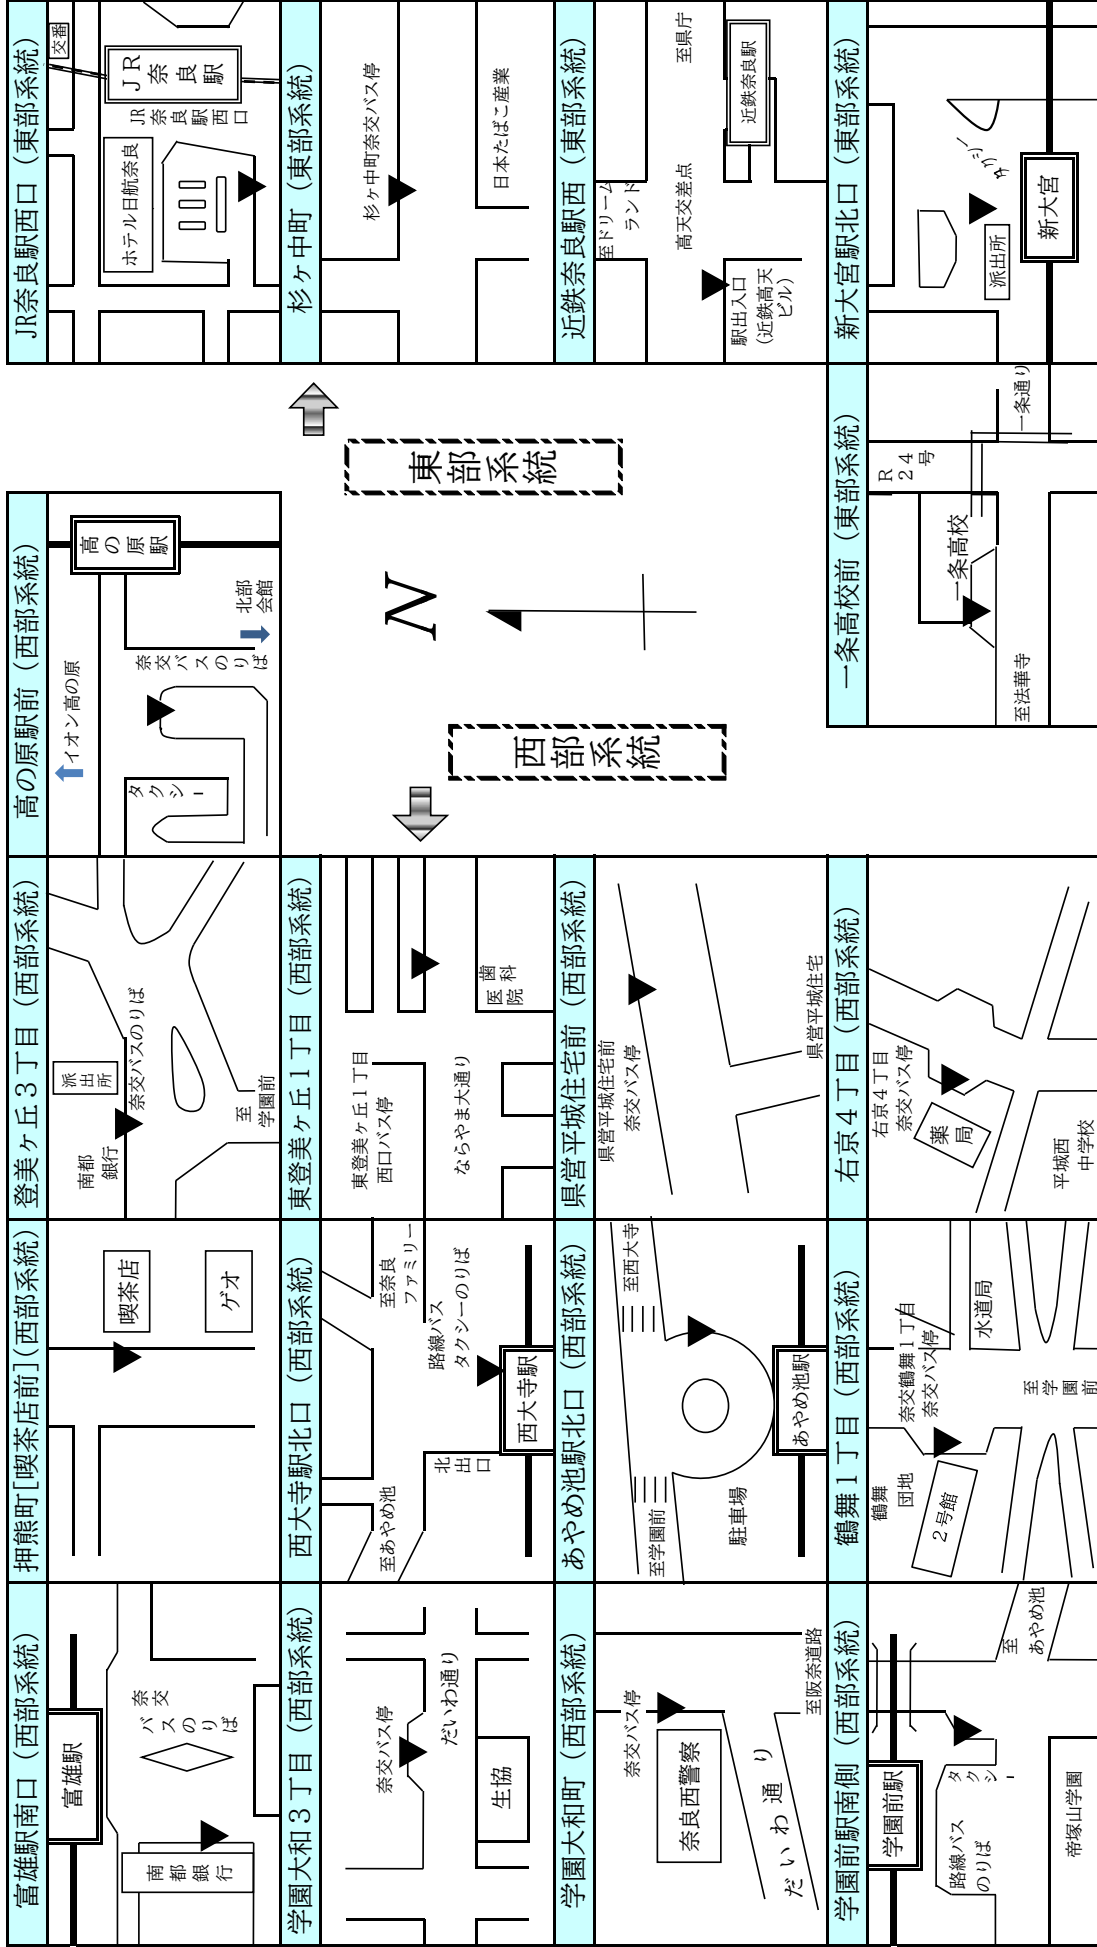 富雄駅南口（西部系統）
富雄駅
奈交
バスのりば
南都銀行
押熊町[喫茶店前](西部系統)
喫茶店
ゲオ
登美ヶ丘３丁目（西部系統）
派出所
南都
銀行
奈交バスのりば
至
学園前
高の原駅前（西部系統）
イオン高の原
高の原駅
奈交バスのりば
北部
会館
タクシー
JR奈良駅西口（東部系統）
交番
ＪＲ
奈良駅
JR
奈良駅西口
ホテル日航奈良
学園大和３丁目（西部系統）
奈交バス停
だいわ通り
生協
西大寺駅北口（西部系統）
至奈良
ファミリー
路線バス
タクシーのりば
至あやめ池
北出口
西大寺駅
東登美ヶ丘１丁目（西部系統）
東登美ヶ丘１丁目
西口バス停
ならやま大通り
歯科
医院
西部系統
N
東部系統
杉ヶ中町（東部系統）
杉ヶ中町奈交バス停
日本たばこ産業
学園大和町（西部系統）
奈交バス停
奈良西警察
だいわ通り
至阪奈道路
あやめ池駅北口（西部系統）
至西大寺
至学園前
駐車場
あやめ池駅
県営平城住宅前（西部系統）
県営平城住宅前
奈交バス停
県営平城住宅
近鉄奈良駅西（東部系統）
至ドリーム
ランド
高天交差点
至県庁
近鉄奈良駅
駅出入口
（近鉄高天
ビル）
学園前駅南側（西部系統）
学園前駅
タクシー
路線バス
のりば
至
あやめ池
帝塚山学園
鶴舞１丁目（西部系統）
奈交鶴舞１丁目
奈交バス停
鶴舞
団地
２号館
水道局
至学園前
右京４丁目（西部系統）
右京４丁目
奈交バス停
薬局
平城西
中学校
一条高校前（東部系統）
Ｒ
２４
号
一条高校
一条通り
至法華寺
新大宮駅北口（東部系統）
タクシー
派出所
新大宮